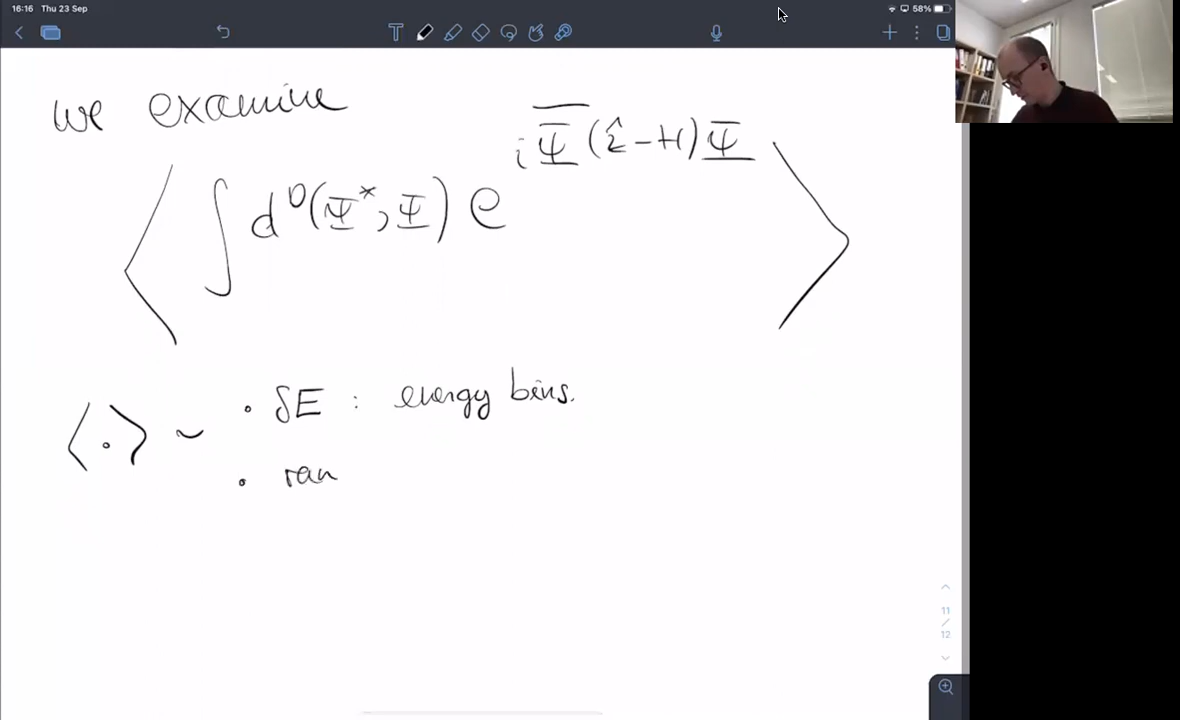 16:16 Thu 23 Sep
58%
we examine
⟨ ∫ d^D(Ψ*, Ψ) e^{i Ψ̄ (ẑ − H) Ψ} ⟩
⟨·⟩ ~ • δE : energy bins.
• ran
11
/
12